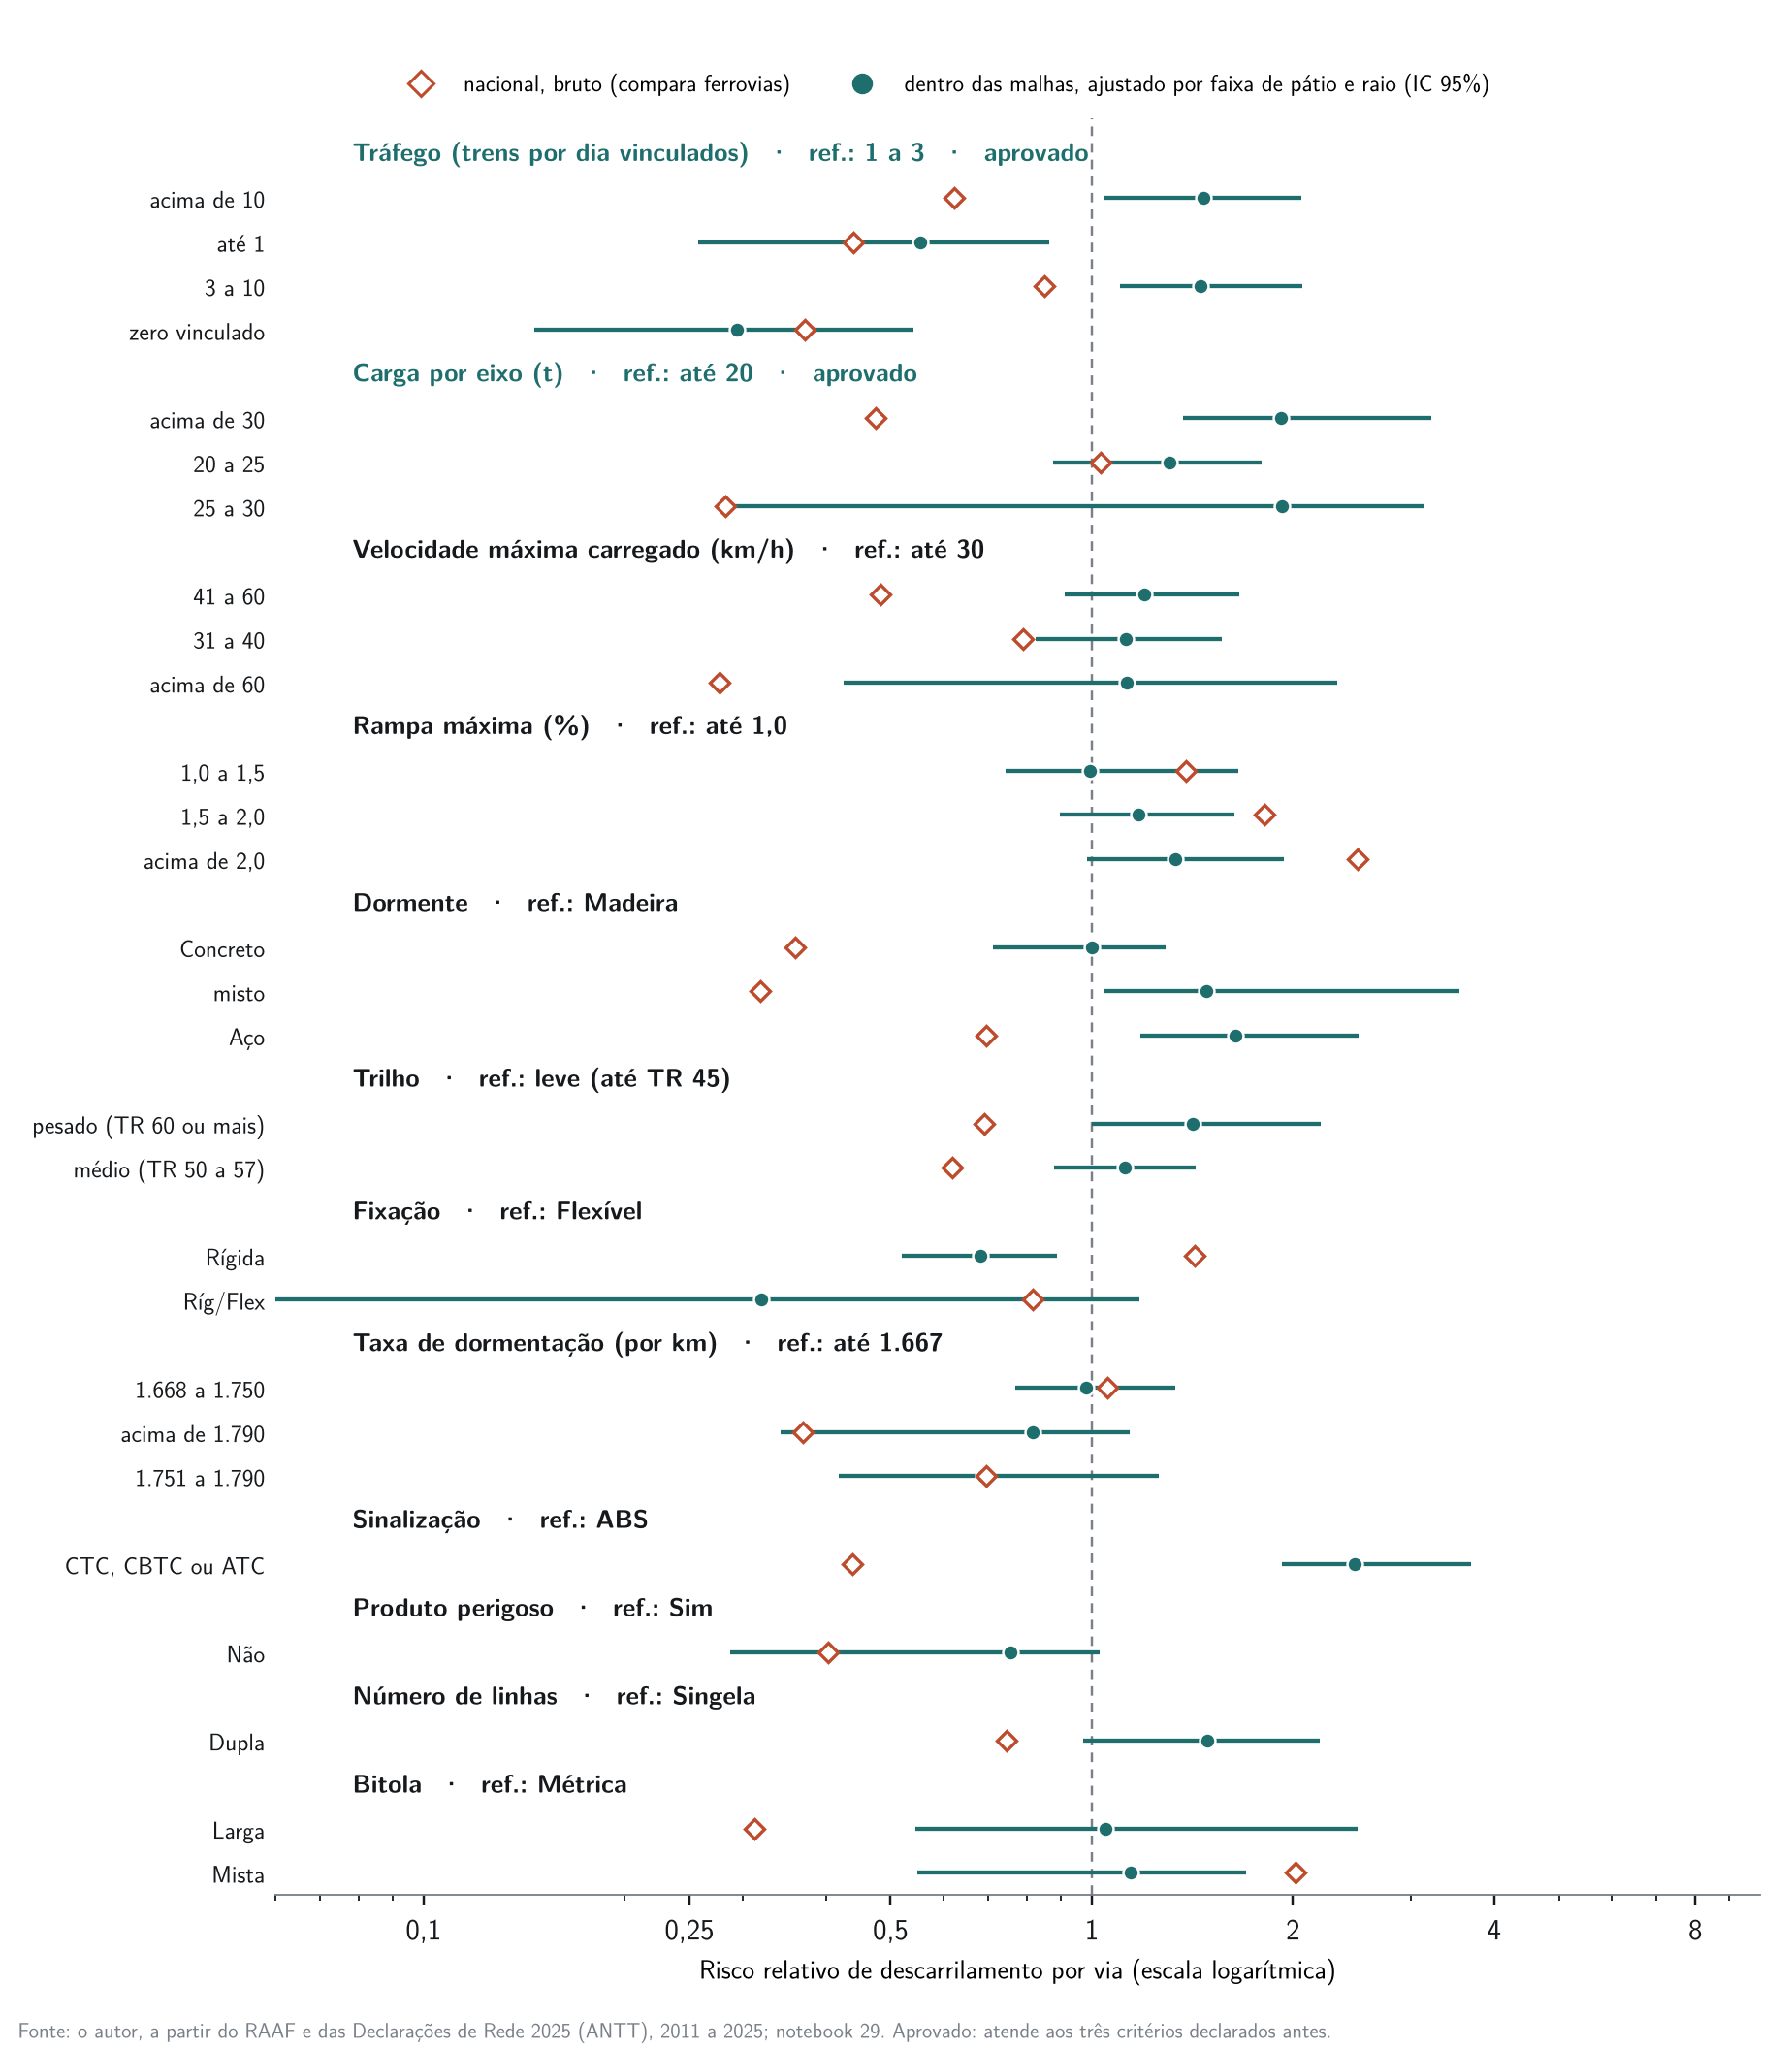 nacional, bruto (compara ferrovias)
dentro das malhas, ajustado por faixa de pátio e raio (IC 95%)
Tráfego (trens por dia vinculados) · ref.: 1 a 3 · aprovado
acima de 10
até 1
3 a 10
zero vinculado
Carga por eixo (t) · ref.: até 20 · aprovado
acima de 30
20 a 25
25 a 30
Velocidade máxima carregado (km/h) · ref.: até 30
41 a 60
31 a 40
acima de 60
Rampa máxima (%) · ref.: até 1,0
1,0 a 1,5
1,5 a 2,0
acima de 2,0
Dormente · ref.: Madeira
Concreto
misto
Aço
Trilho · ref.: leve (até TR 45)
pesado (TR 60 ou mais)
médio (TR 50 a 57)
Fixação · ref.: Flexível
Rígida
Ríg/Flex
Taxa de dormentação (por km) · ref.: até 1.667
1.668 a 1.750
acima de 1.790
1.751 a 1.790
Sinalização · ref.: ABS
CTC, CBTC ou ATC
Produto perigoso · ref.: Sim
Não
Número de linhas · ref.: Singela
Dupla
Bitola · ref.: Métrica
Larga
Mista
0,1 0,25 0,5 1 2 4 8
Risco relativo de descarrilamento por via (escala logarítmica)
Fonte: o autor, a partir do RAAF e das Declarações de Rede 2025 (ANTT), 2011 a 2025; notebook 29. Aprovado: atende aos três critérios declarados antes.